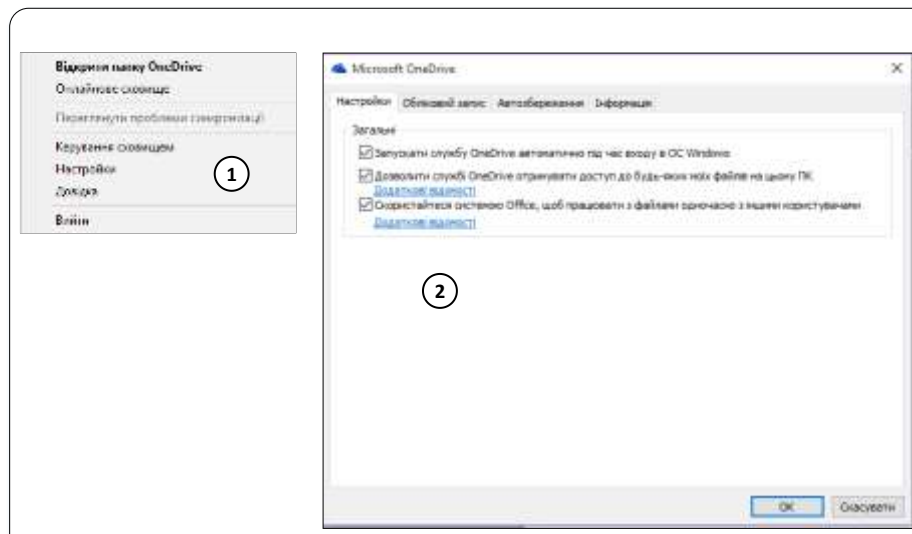 Відкрити папку OneDrive
Онлайнове сховище
Переглянути проблеми синхронізації
Керування сховищем
Настройки
Довідка
Вийти
1
Microsoft OneDrive
Настройки Обліковий запис Автозбереження Інформація
Загальні
Запускати службу OneDrive автоматично під час входу в ОС Windows
Дозволити службі OneDrive отримувати доступ до будь-яких моїх файлів на цьому ПК
Додаткові відомості
Скористайтеся системою Office, щоб працювати з файлами одночасно з іншими користувачами
Додаткові відомості
2
OK Скасувати